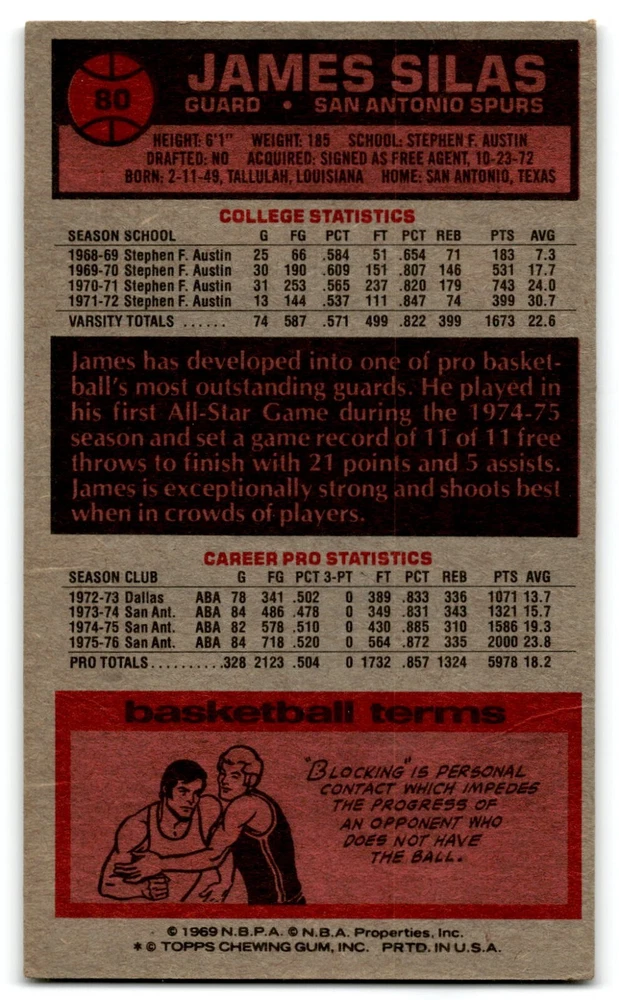 80
JAMES SILAS
GUARD • SAN ANTONIO SPURS
HEIGHT: 6'1" WEIGHT: 185 SCHOOL: STEPHEN F. AUSTIN
DRAFTED: NO ACQUIRED: SIGNED AS FREE AGENT, 10-23-72
BORN: 2-11-49, TALLULAH, LOUISIANA HOME: SAN ANTONIO, TEXAS
COLLEGE STATISTICS
SEASON SCHOOL G FG PCT FT PCT REB PTS AVG
1968-69 Stephen F. Austin 25 66 .584 51 .654 71 183 7.3
1969-70 Stephen F. Austin 30 190 .609 151 .807 146 531 17.7
1970-71 Stephen F. Austin 31 253 .565 237 .820 179 743 24.0
1971-72 Stephen F. Austin 13 144 .537 111 .847 74 399 30.7
VARSITY TOTALS ...... 74 587 .571 499 .822 399 1673 22.6
James has developed into one of pro basket-
ball's most outstanding guards. He played in
his first All-Star Game during the 1974-75
season and set a game record of 11 of 11 free
throws to finish with 21 points and 5 assists.
James is exceptionally strong and shoots best
when in crowds of players.
CAREER PRO STATISTICS
SEASON CLUB G FG PCT 3-PT FT PCT REB PTS AVG
1972-73 Dallas ABA 78 341 .502 0 389 .833 336 1071 13.7
1973-74 San Ant. ABA 84 486 .478 0 349 .831 343 1321 15.7
1974-75 San Ant. ABA 82 578 .510 0 430 .885 310 1586 19.3
1975-76 San Ant. ABA 84 718 .520 0 564 .872 335 2000 23.8
PRO TOTALS..........328 2123 .504 0 1732 .857 1324 5978 18.2
basketball terms
"BLOCKING" IS PERSONAL
CONTACT WHICH IMPEDES
THE PROGRESS OF
AN OPPONENT WHO
DOES NOT HAVE
THE BALL.
© 1969 N.B.P.A. © N.B.A. Properties, Inc.
* © TOPPS CHEWING GUM, INC. PRTD. IN U.S.A.